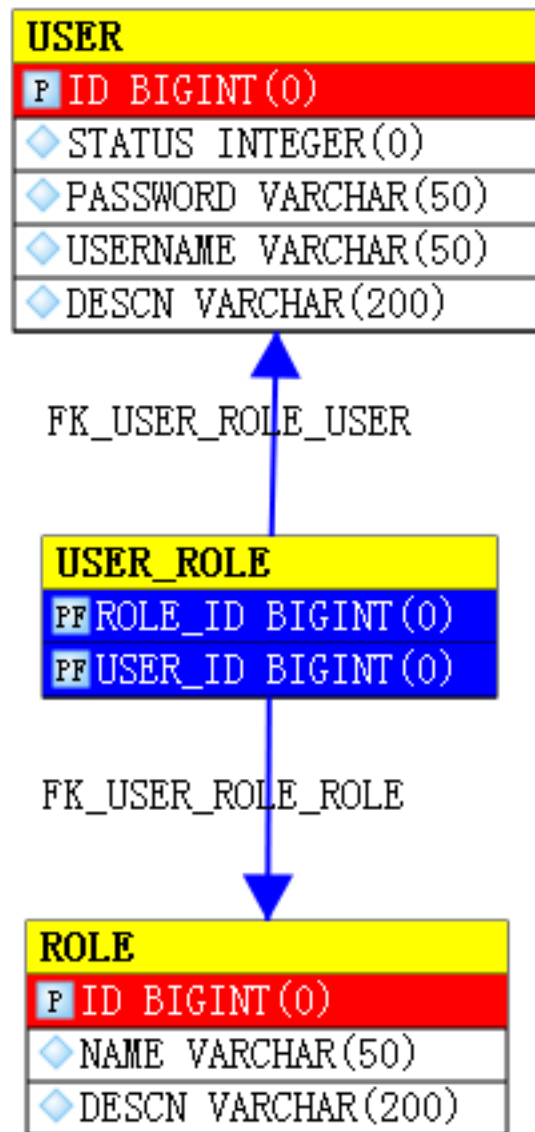 USER
P ID BIGINT(0)
STATUS INTEGER(0)
PASSWORD VARCHAR(50)
USERNAME VARCHAR(50)
DESCN VARCHAR(200)
FK_USER_ROLE_USER
USER_ROLE
PF ROLE_ID BIGINT(0)
PF USER_ID BIGINT(0)
FK_USER_ROLE_ROLE
ROLE
P ID BIGINT(0)
NAME VARCHAR(50)
DESCN VARCHAR(200)